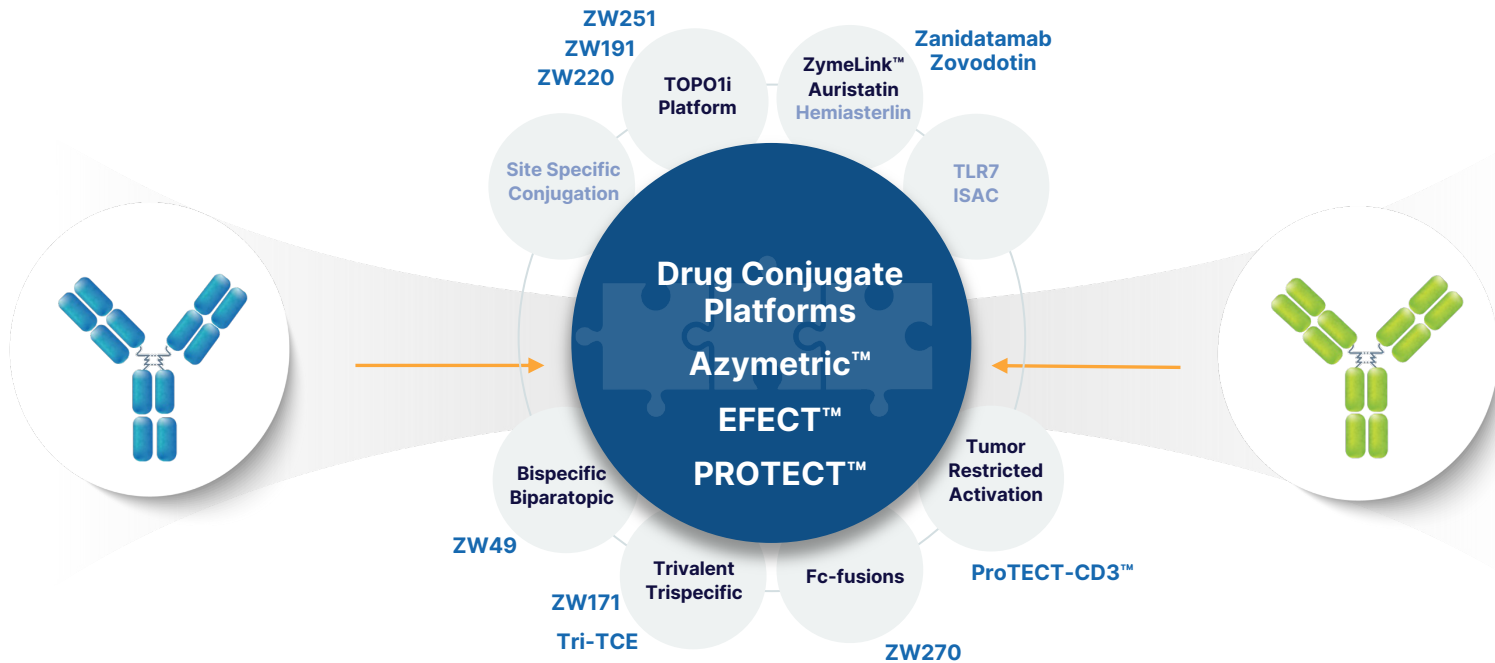 ZW251
ZW191
ZW220
TOPO1i
Platform
ZymeLink™
Auristatin
Hemiasterlin
Zanidatamab
Zovodotin
Site Specific
Conjugation
TLR7
ISAC
Drug Conjugate
Platforms
Azymetric™
EFECT™
PROTECT™
Bispecific
Biparatopic
ZW49
Tumor
Restricted
Activation
ProTECT-CD3™
Trivalent
Trispecific
ZW171
Tri-TCE
Fc-fusions
ZW270